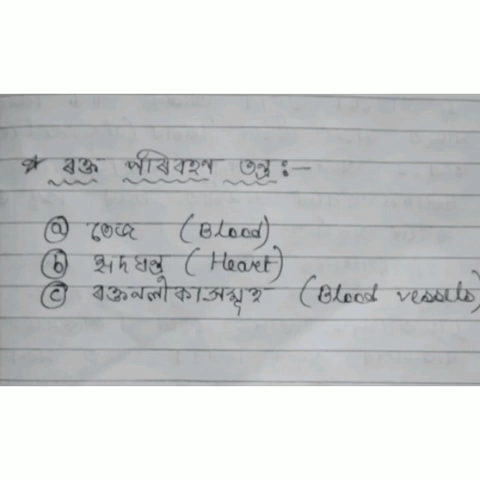 * ৰক্ত পৰিবহণ তন্ত্ৰ :-
(a) তেজ (Blood)
(b) হৃদযন্ত্ৰ (Heart)
(c) ৰক্তনলীকাসমূহ (Blood vessels)